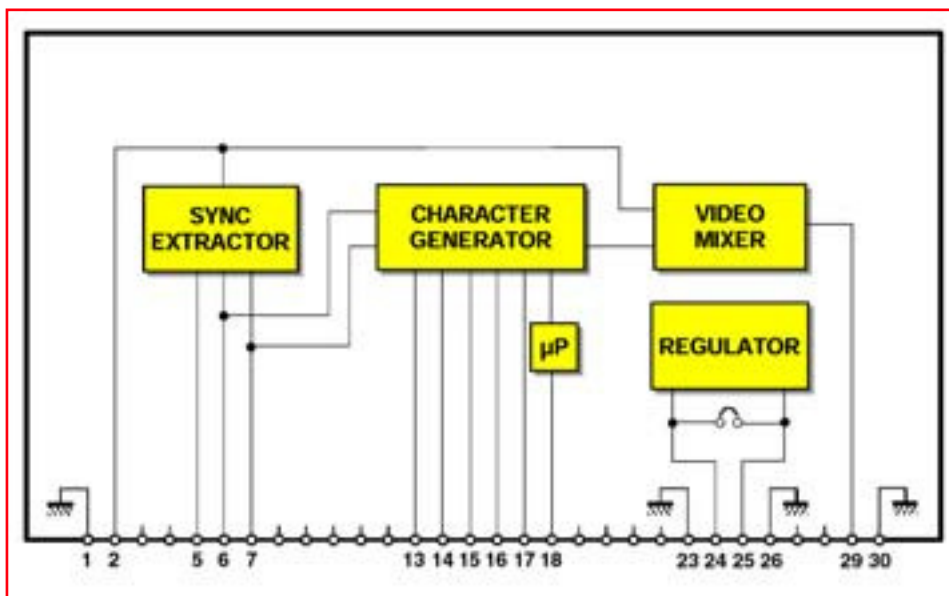 SYNC
EXTRACTOR
CHARACTER
GENERATOR
VIDEO
MIXER
µP
REGULATOR
1 2 5 6 7 13 14 15 16 17 18 23 24 25 26 29 30